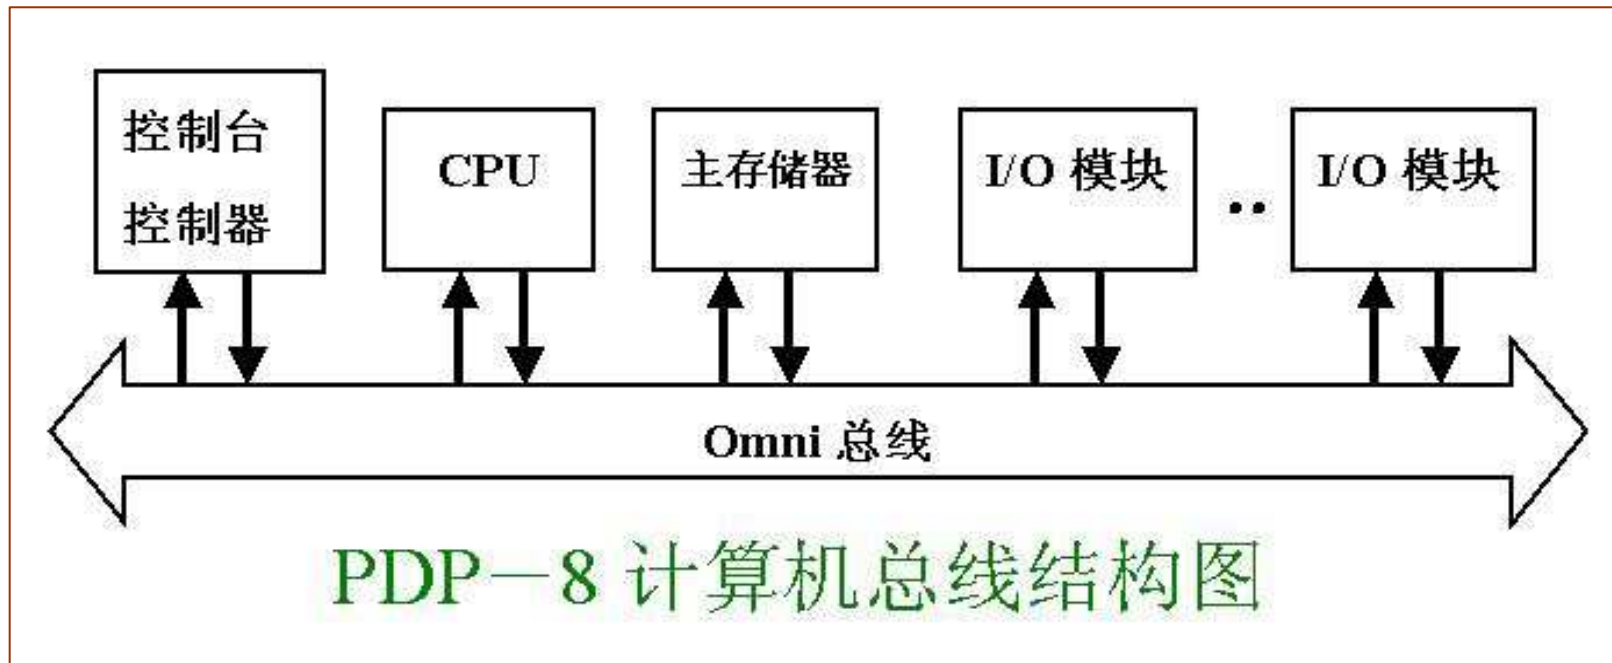 控制台
控制器
CPU
主存储器
I/O 模块
..
I/O 模块
Omni 总线
PDP－8 计算机总线结构图